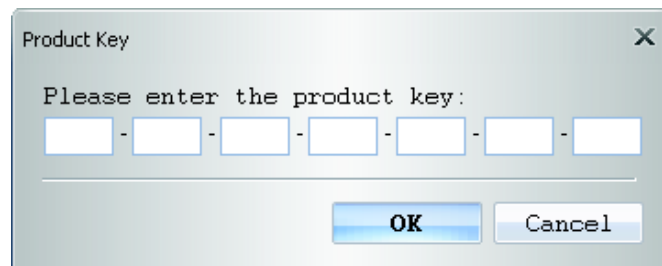 Product Key
Please enter the product key:
- - - - - -
OK Cancel